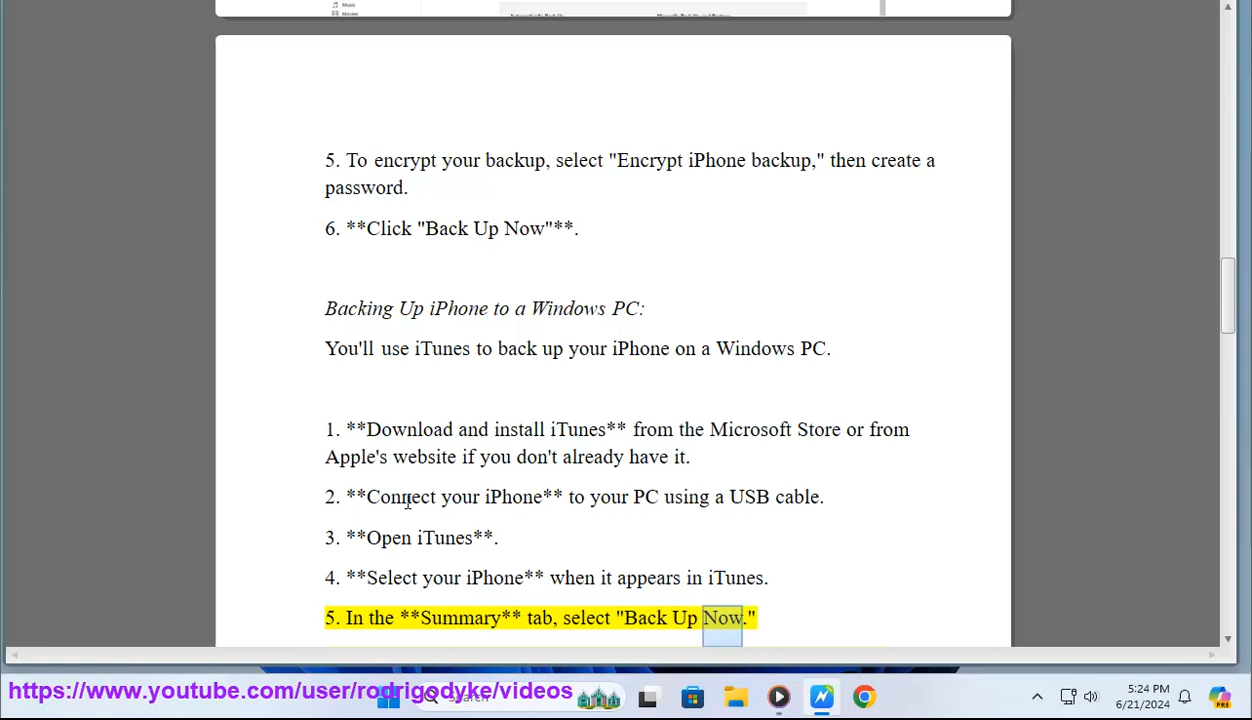 Music
Movies
5. To encrypt your backup, select "Encrypt iPhone backup," then create a
password.
6. **Click "Back Up Now"**.
Backing Up iPhone to a Windows PC:
You'll use iTunes to back up your iPhone on a Windows PC.
1. **Download and install iTunes** from the Microsoft Store or from
Apple's website if you don't already have it.
2. **Connect your iPhone** to your PC using a USB cable.
3. **Open iTunes**.
4. **Select your iPhone** when it appears in iTunes.
5. In the **Summary** tab, select "Back Up Now."
https://www.youtube.com/user/rodrigodyke/videos
Search
5:24 PM
6/21/2024
PRE